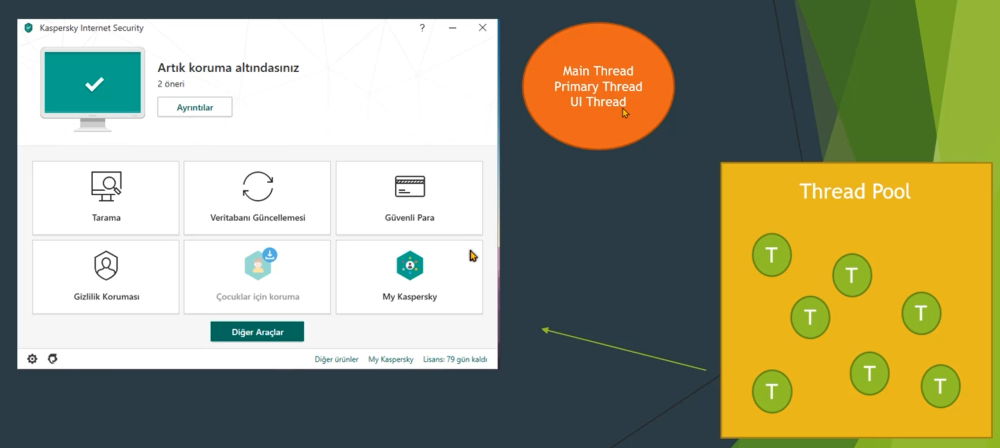 Kaspersky Internet Security
?
Artık koruma altındasınız
2 öneri
Ayrıntılar
Tarama
Veritabanı Güncellemesi
Güvenli Para
Gizlilik Koruması
Çocuklar için koruma
My Kaspersky
Diğer Araçlar
Diğer ürünler My Kaspersky Lisans: 79 gün kaldı
Main Thread
Primary Thread
UI Thread
Thread Pool
T
T
T
T
T
T
T